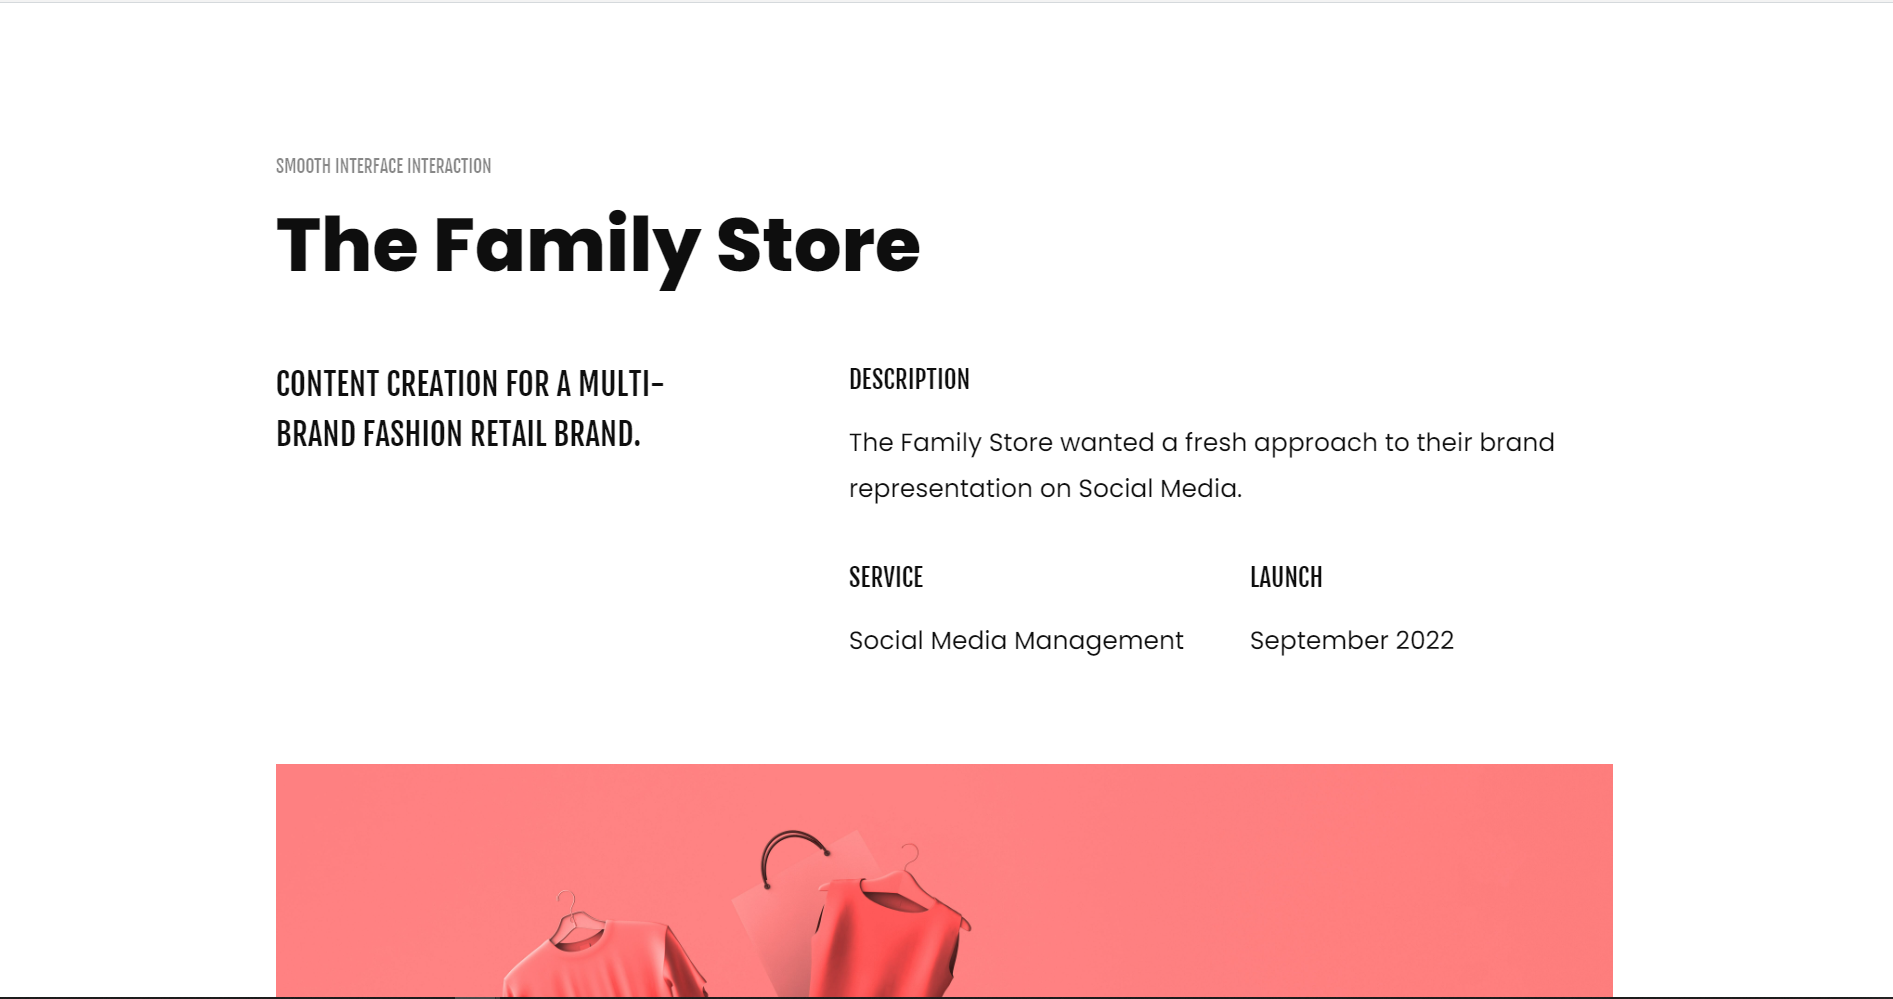 SMOOTH INTERFACE INTERACTION
The Family Store
CONTENT CREATION FOR A MULTI-
BRAND FASHION RETAIL BRAND.
DESCRIPTION
The Family Store wanted a fresh approach to their brand
representation on Social Media.
SERVICE
Social Media Management
LAUNCH
September 2022